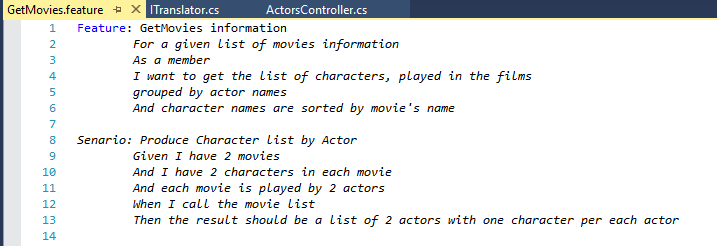 GetMovies.feature ITranslator.cs ActorsController.cs
1 Feature: GetMovies information
2 For a given list of movies information
3 As a member
4 I want to get the list of characters, played in the films
5 grouped by actor names
6 And character names are sorted by movie's name
7
8 Senario: Produce Character list by Actor
9 Given I have 2 movies
10 And I have 2 characters in each movie
11 And each movie is played by 2 actors
12 When I call the movie list
13 Then the result should be a list of 2 actors with one character per each actor
14